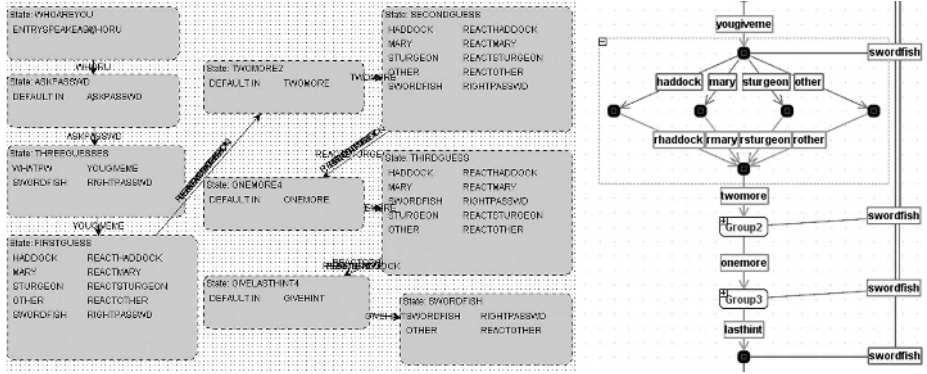 State: WHOAREYOU
ENTRYSPEAKEASY
WHORU
State: ASKPASSWD
DEFAULT IN ASKPASSWD
ASKPASSWD
State: THREEGUESSES
WHATPW YOUGIVEME
SWORDFISH RIGHTPASSWD
YOUGIVEME
State: FIRSTGUESS
HADDOCK REACTHADDOCK
MARY REACTMARY
STURGEON REACTSTURGEON
OTHER REACTOTHER
SWORDFISH RIGHTPASSWD
State: TWOMORE2
DEFAULT IN TWOMORE
TWOMORE
State: ONEMORE4
DEFAULT IN ONEMORE
State: GIVELASTHINT4
DEFAULT IN GIVEHINT
State: SECONDGUESS
HADDOCK REACTHADDOCK
MARY REACTMARY
STURGEON REACTSTURGEON
OTHER REACTOTHER
SWORDFISH RIGHTPASSWD
State: THIRDGUESS
HADDOCK REACTHADDOCK
MARY REACTMARY
SWORDFISH RIGHTPASSWD
STURGEON REACTSTURGEON
OTHER REACTOTHER
State: SWORDFISH
SWORDFISH RIGHTPASSWD
OTHER REACTOTHER
yougiveme
swordfish
haddock mary sturgeon other
rhaddock rmary rsturgeon rother
twomore
swordfish
Group2
onemore
swordfish
Group3
lasthint
swordfish